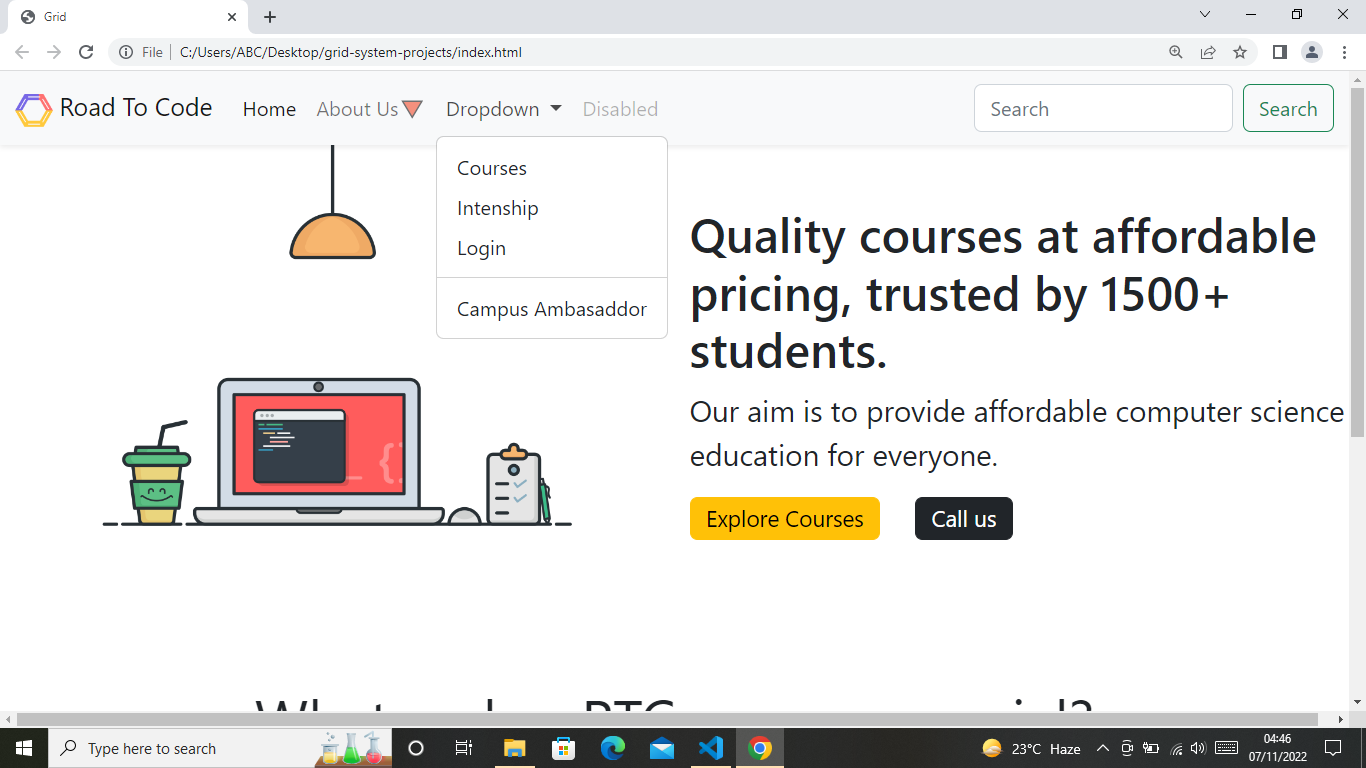 Grid
File C:/Users/ABC/Desktop/grid-system-projects/index.html
Road To Code Home About Us Dropdown Disabled Search Search
Courses
Intenship
Login
Campus Ambasaddor
Quality courses at affordable
pricing, trusted by 1500+
students.
Our aim is to provide affordable computer science
education for everyone.
Explore Courses Call us
Type here to search
23°C Haze
04:46
07/11/2022